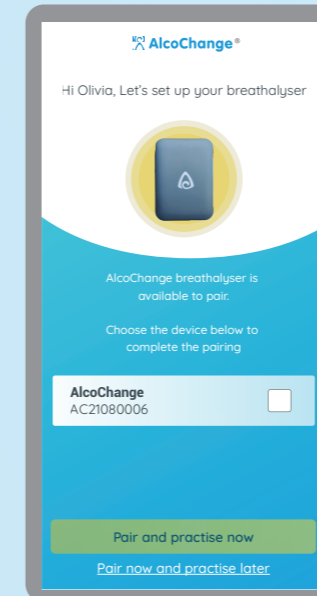 AlcoChange®
Hi Olivia, Let's set up your breathalyser
AlcoChange breathalyser is
available to pair.
Choose the device below to
complete the pairing
AlcoChange
AC21080006
Pair and practise now
Pair now and practise later